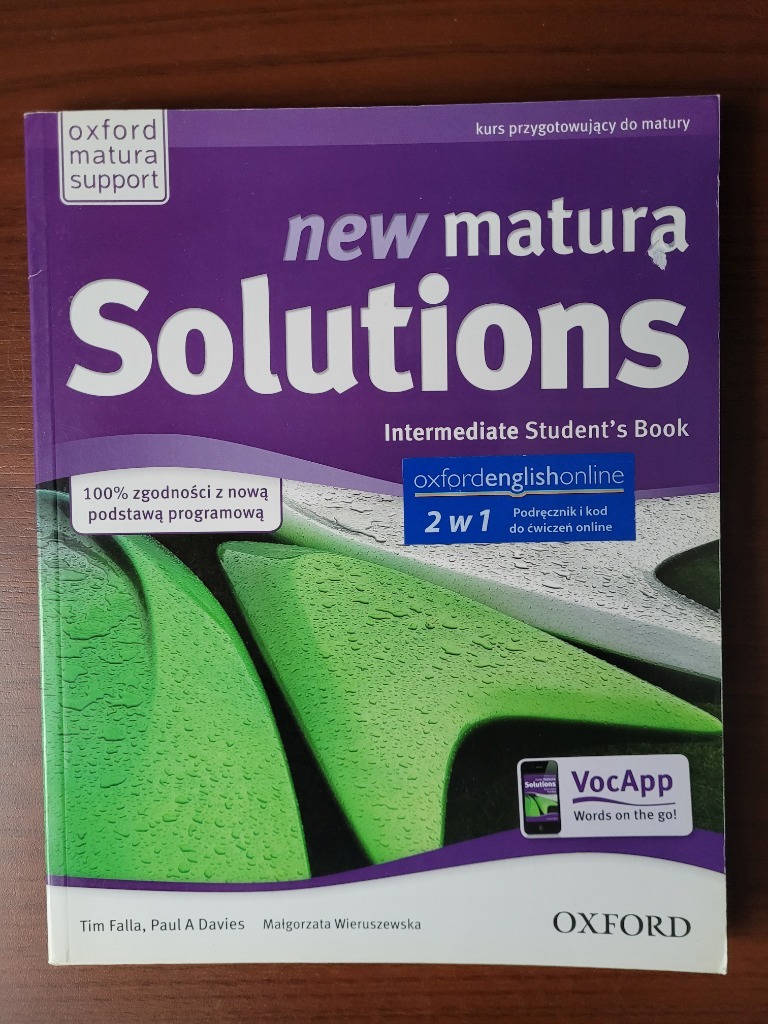 oxford
matura
support
kurs przygotowujący do matury
new matura
Solutions
Intermediate Student's Book
100% zgodności z nową
podstawą programową
oxfordenglishonline
2 w 1
Podręcznik i kod
do ćwiczeń online
Solutions
VocApp
Words on the go!
Tim Falla, Paul A Davies Małgorzata Wieruszewska
OXFORD